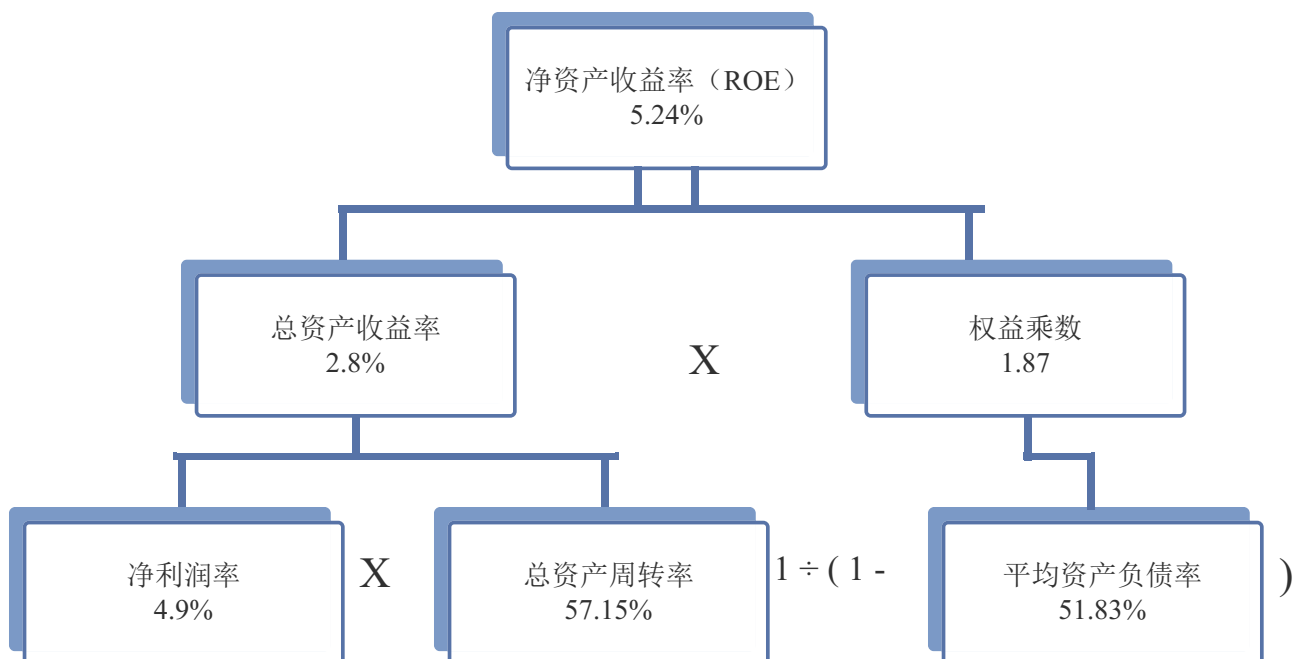 净资产收益率（ROE）
5.24%
总资产收益率
2.8%
X
权益乘数
1.87
净利润率
4.9%
X
总资产周转率
57.15%
1 ÷ ( 1 -
平均资产负债率
51.83%
)